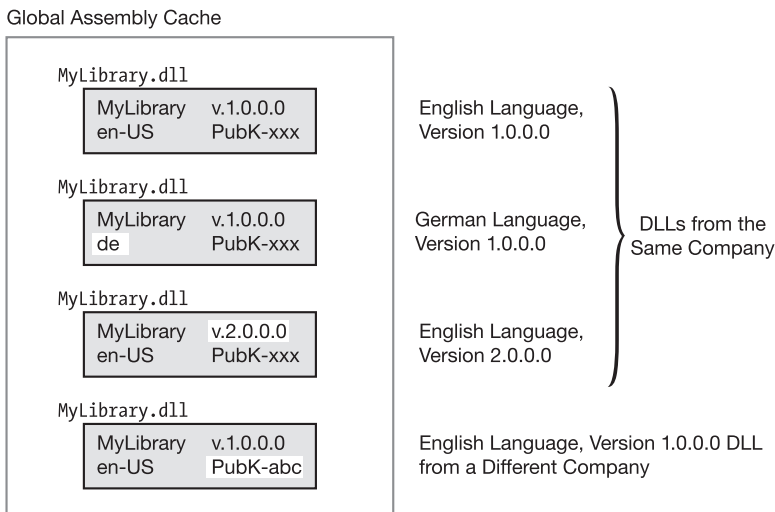 Global Assembly Cache
MyLibrary.dll
MyLibrary v.1.0.0.0
en-US PubK-xxx
English Language,
Version 1.0.0.0
MyLibrary.dll
MyLibrary v.1.0.0.0
de PubK-xxx
German Language,
Version 1.0.0.0
DLLs from the
Same Company
MyLibrary.dll
MyLibrary v.2.0.0.0
en-US PubK-xxx
English Language,
Version 2.0.0.0
MyLibrary.dll
MyLibrary v.1.0.0.0
en-US PubK-abc
English Language, Version 1.0.0.0 DLL
from a Different Company